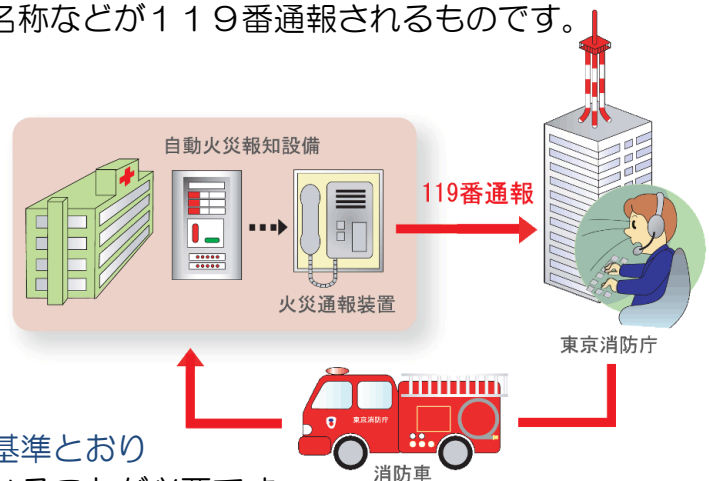 名称などが１１９番通報されるものです。
自動火災報知設備
119番通報
火災通報装置
東京消防庁
東京消防庁
消防車
基準とおり